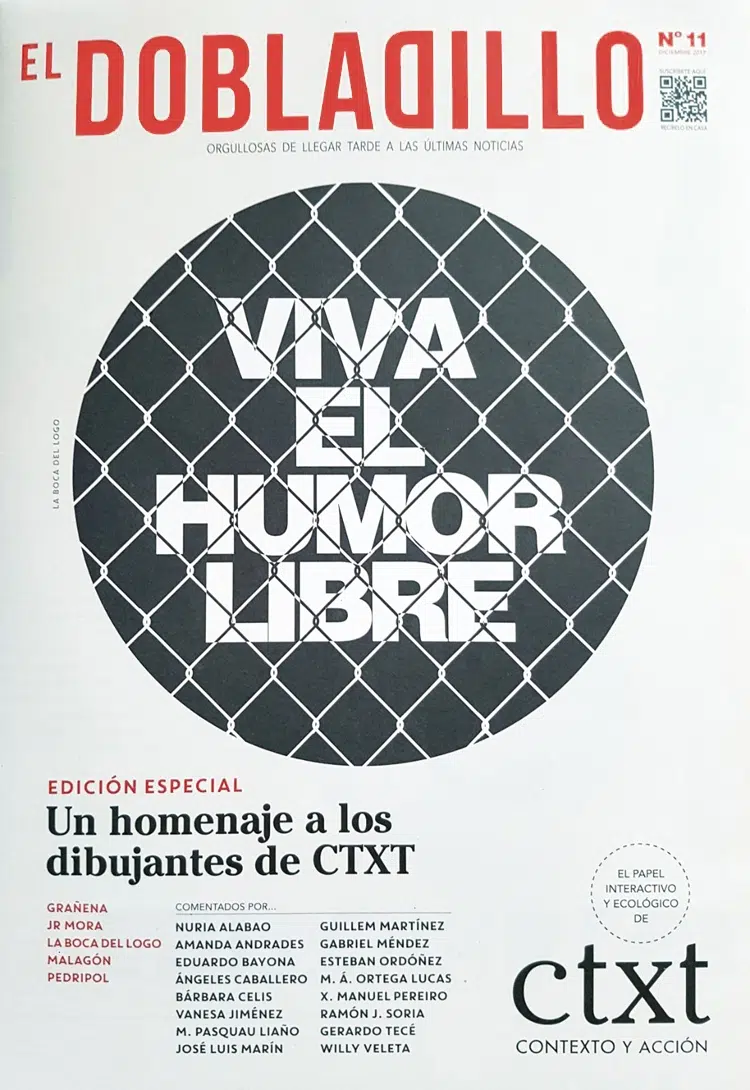 EL DOBLADILLO
Nº 11
DICIEMBRE 2017
SUSCRÍBETE AQUÍ
RECÍBELO EN CASA
ORGULLOSAS DE LLEGAR TARDE A LAS ÚLTIMAS NOTICIAS
LA BOCA DEL LOGO
VIVA
EL
HUMOR
LIBRE
EDICIÓN ESPECIAL
Un homenaje a los
dibujantes de CTXT
GRAÑENA
JR MORA
LA BOCA DEL LOGO
MALAGÓN
PEDRIPOL
COMENTADOS POR...
NURIA ALABAO
AMANDA ANDRADES
EDUARDO BAYONA
ÁNGELES CABALLERO
BÁRBARA CELIS
VANESA JIMÉNEZ
M. PASQUAU LIAÑO
JOSÉ LUIS MARÍN
GUILLEM MARTÍNEZ
GABRIEL MÉNDEZ
ESTEBAN ORDÓÑEZ
M. Á. ORTEGA LUCAS
X. MANUEL PEREIRO
RAMÓN J. SORIA
GERARDO TECÉ
WILLY VELETA
EL PAPEL
INTERACTIVO
Y ECOLÓGICO
DE
ctxt
CONTEXTO Y ACCIÓN